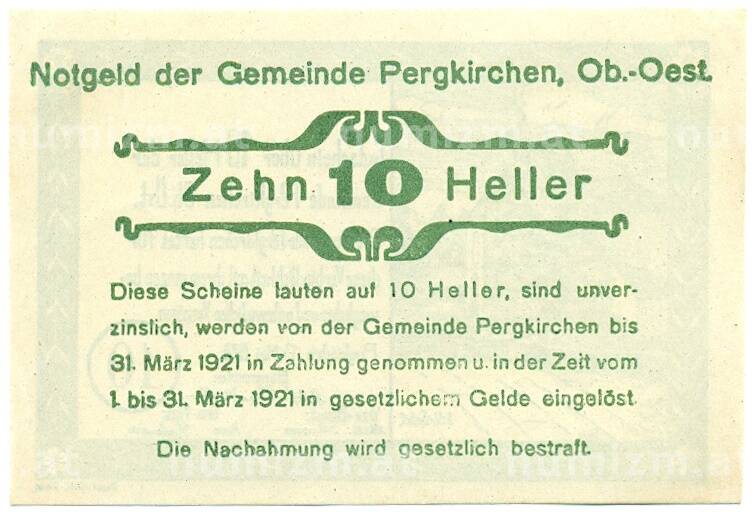 Notgeld der Gemeinde Pergkirchen, Ob.-Oest.
Zehn 10 Heller
Diese Scheine lauten auf 10 Heller, sind unver-
zinslich, werden von der Gemeinde Pergkirchen bis
31. März 1921 in Zahlung genommen u. in der Zeit vom
1. bis 31. März 1921 in gesetzlichem Gelde eingelöst.
Die Nachahmung wird gesetzlich bestraft.